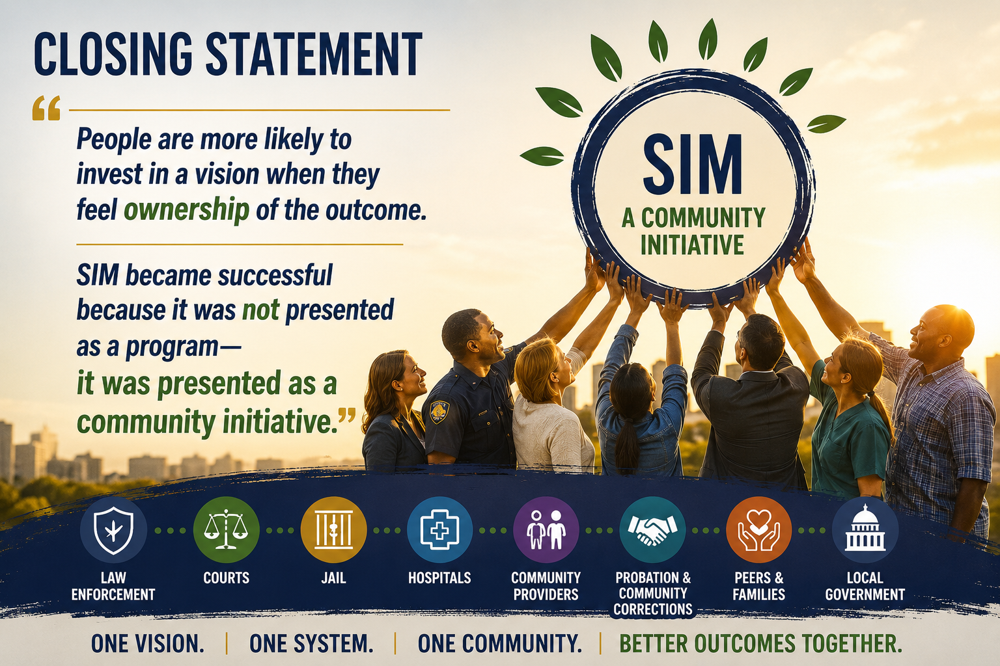 CLOSING STATEMENT
“
People are more likely to
invest in a vision when they
feel ownership of the outcome.
SIM became successful
because it was not presented
as a program—
it was presented as a
community initiative.”
SIM
A COMMUNITY
INITIATIVE
LAW
ENFORCEMENT
COURTS
JAIL
HOSPITALS
COMMUNITY
PROVIDERS
PROBATION &
COMMUNITY
CORRECTIONS
PEERS &
FAMILIES
LOCAL
GOVERNMENT
ONE VISION. | ONE SYSTEM. | ONE COMMUNITY. | BETTER OUTCOMES TOGETHER.